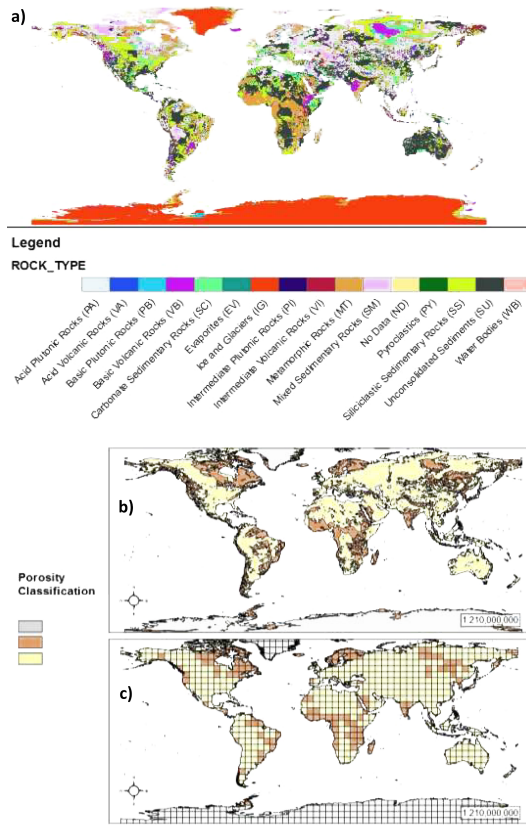 a)
Legend
ROCK_TYPE
Acid Plutonic Rocks (PA)
Acid Volcanic Rocks (VA)
Basic Plutonic Rocks (PB)
Basic Volcanic Rocks (VB)
Carbonate Sedimentary Rocks (SC)
Evaporites (EV)
Ice and Glaciers (IG)
Intermediate Plutonic Rocks (PI)
Intermediate Volcanic Rocks (VI)
Metamorphic Rocks (MT)
Mixed Sedimentary Rocks (SM)
No Data (ND)
Pyroclastics (PY)
Siliciclastic Sedimentary Rocks (SS)
Unconsolidated Sediments (SU)
Water Bodies (WB)
b)
Porosity
Classification
1:210,000,000
c)
1:210,000,000